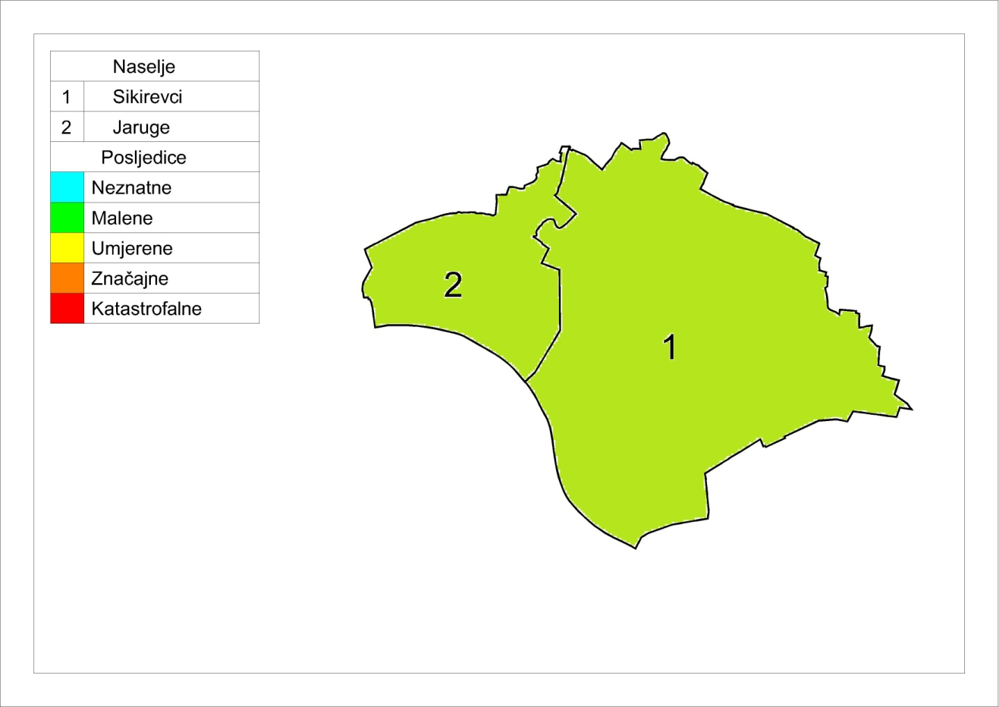 Naselje
1 Sikirevci
2 Jaruge
Posljedice
Neznatne
Malene
Umjerene
Značajne
Katastrofalne
2
1